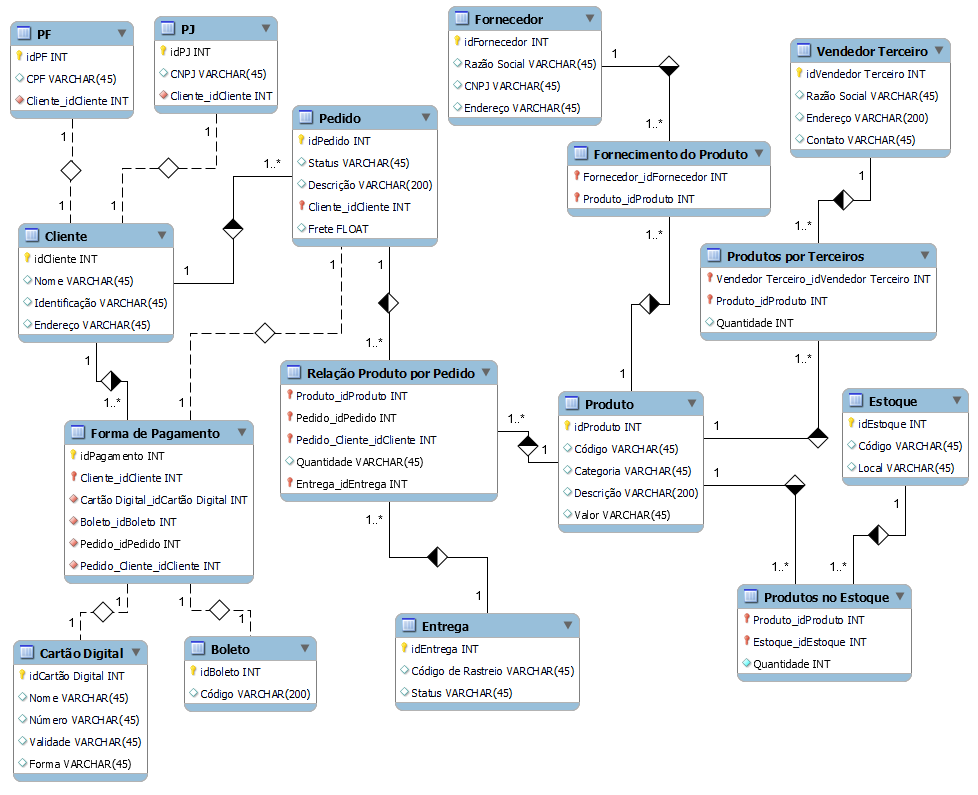 PF
idPF INT
CPF VARCHAR(45)
Cliente_idCliente INT
PJ
idPJ INT
CNPJ VARCHAR(45)
Cliente_idCliente INT
Fornecedor
idFornecedor INT
Razão Social VARCHAR(45)
CNPJ VARCHAR(45)
Endereço VARCHAR(45)
Vendedor Terceiro
idVendedor Terceiro INT
Razão Social VARCHAR(45)
Endereço VARCHAR(200)
Contato VARCHAR(45)
Pedido
idPedido INT
Status VARCHAR(45)
Descrição VARCHAR(200)
Cliente_idCliente INT
Frete FLOAT
Fornecimento do Produto
Fornecedor_idFornecedor INT
Produto_idProduto INT
Cliente
idCliente INT
Nome VARCHAR(45)
Identificação VARCHAR(45)
Endereço VARCHAR(45)
Produtos por Terceiros
Vendedor Terceiro_idVendedor Terceiro INT
Produto_idProduto INT
Quantidade INT
Relação Produto por Pedido
Produto_idProduto INT
Pedido_idPedido INT
Pedido_Cliente_idCliente INT
Quantidade VARCHAR(45)
Entrega_idEntrega INT
Produto
idProduto INT
Código VARCHAR(45)
Categoria VARCHAR(45)
Descrição VARCHAR(200)
Valor VARCHAR(45)
Estoque
idEstoque INT
Código VARCHAR(45)
Local VARCHAR(45)
Forma de Pagamento
idPagamento INT
Cliente_idCliente INT
Cartão Digital_idCartão Digital INT
Boleto_idBoleto INT
Pedido_idPedido INT
Pedido_Cliente_idCliente INT
Produtos no Estoque
Produto_idProduto INT
Estoque_idEstoque INT
Quantidade INT
Entrega
idEntrega INT
Código de Rastreio VARCHAR(45)
Status VARCHAR(45)
Cartão Digital
idCartão Digital INT
Nome VARCHAR(45)
Número VARCHAR(45)
Validade VARCHAR(45)
Forma VARCHAR(45)
Boleto
idBoleto INT
Código VARCHAR(200)
1
1
1
1
1
1..*
1
1..*
1
1
1
1..*
1
1..*
1..*
1
1
1..*
1..*
1
1..*
1
1
1..*
1
1..*
1..*
1
1
1
1
1